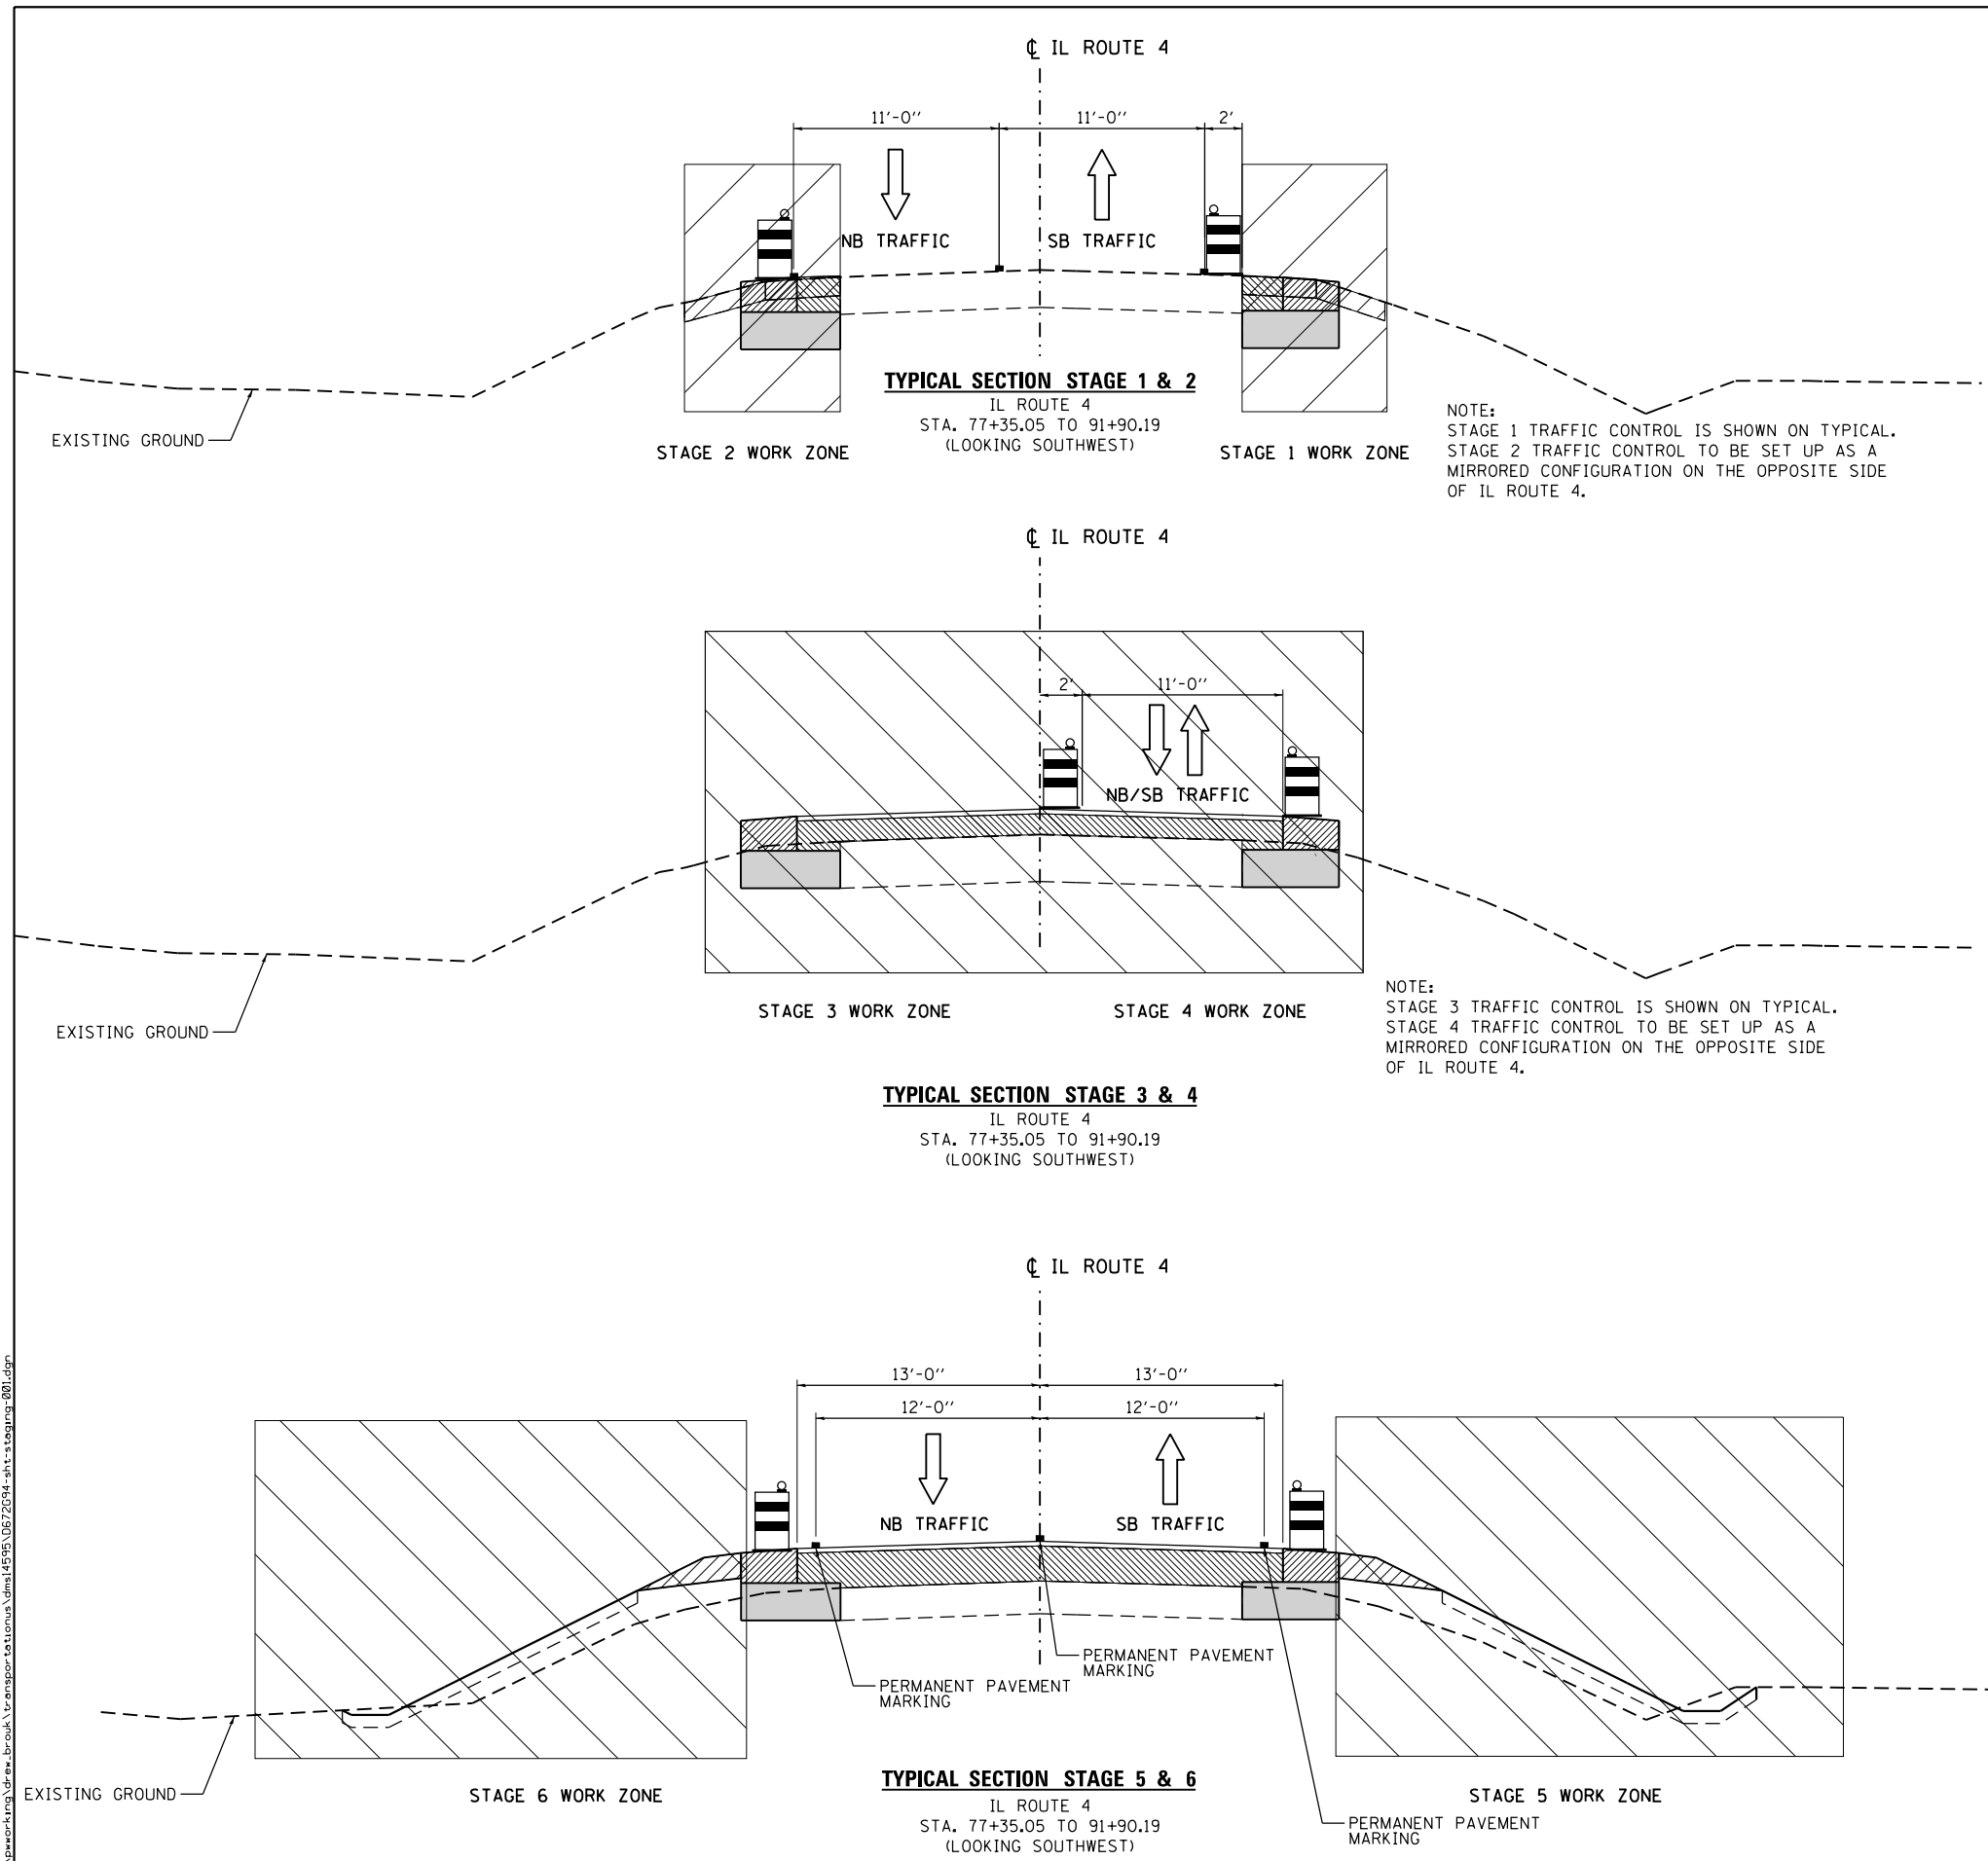 ℄ IL ROUTE 4
11'-0''
11'-0''
2'
NB TRAFFIC
SB TRAFFIC
TYPICAL SECTION STAGE 1 & 2
IL ROUTE 4
STA. 77+35.05 TO 91+90.19
(LOOKING SOUTHWEST)
EXISTING GROUND
STAGE 2 WORK ZONE
STAGE 1 WORK ZONE
NOTE:
STAGE 1 TRAFFIC CONTROL IS SHOWN ON TYPICAL.
STAGE 2 TRAFFIC CONTROL TO BE SET UP AS A
MIRRORED CONFIGURATION ON THE OPPOSITE SIDE
OF IL ROUTE 4.
℄ IL ROUTE 4
2'
11'-0''
NB/SB TRAFFIC
EXISTING GROUND
STAGE 3 WORK ZONE
STAGE 4 WORK ZONE
NOTE:
STAGE 3 TRAFFIC CONTROL IS SHOWN ON TYPICAL.
STAGE 4 TRAFFIC CONTROL TO BE SET UP AS A
MIRRORED CONFIGURATION ON THE OPPOSITE SIDE
OF IL ROUTE 4.
TYPICAL SECTION STAGE 3 & 4
IL ROUTE 4
STA. 77+35.05 TO 91+90.19
(LOOKING SOUTHWEST)
℄ IL ROUTE 4
13'-0''
13'-0''
12'-0''
12'-0''
NB TRAFFIC
SB TRAFFIC
PERMANENT PAVEMENT
MARKING
PERMANENT PAVEMENT
MARKING
EXISTING GROUND
STAGE 6 WORK ZONE
TYPICAL SECTION STAGE 5 & 6
IL ROUTE 4
STA. 77+35.05 TO 91+90.19
(LOOKING SOUTHWEST)
STAGE 5 WORK ZONE
PERMANENT PAVEMENT
MARKING
pwworking\drew_brouk\transportationus\dms14595\D672G94-sht-staging-001.dgn